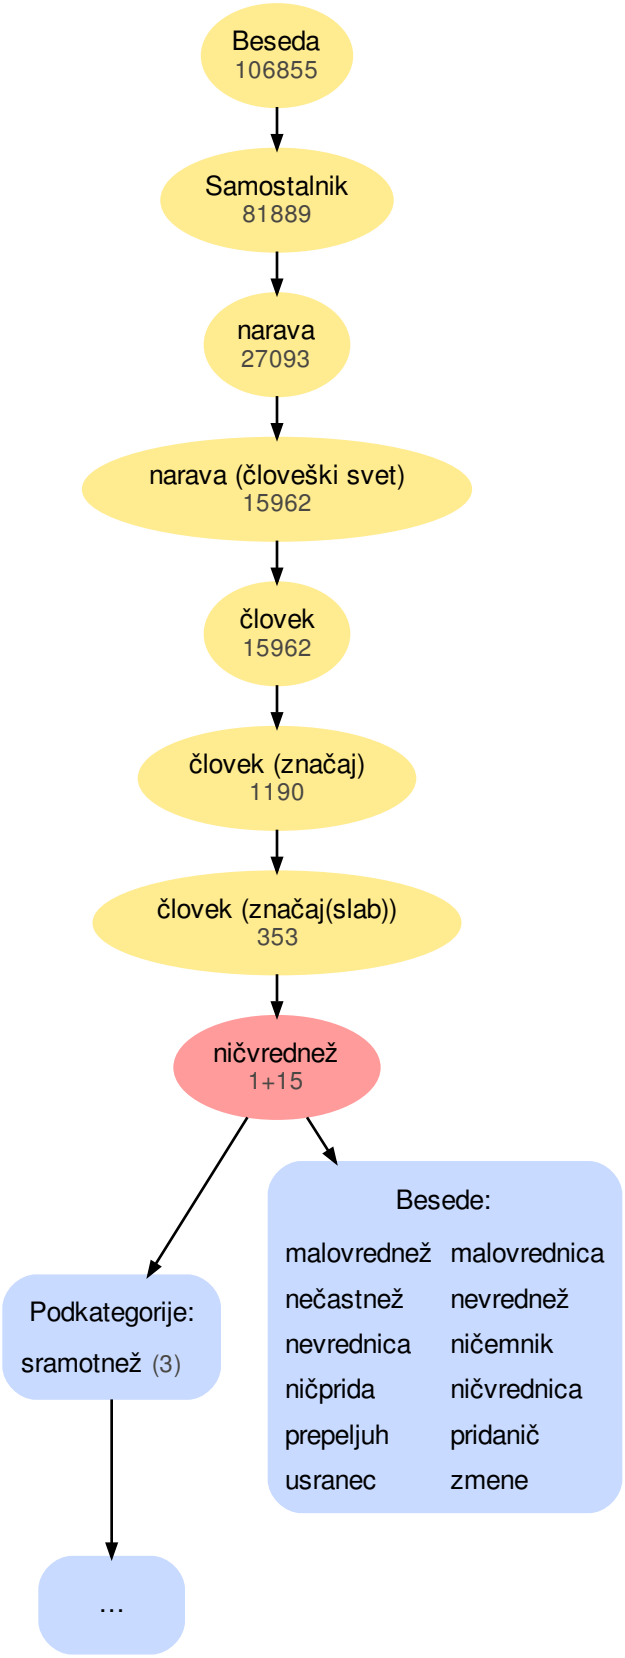 Beseda
106855
Samostalnik
81889
narava
27093
narava (človeški svet)
15962
človek
15962
človek (značaj)
1190
človek (značaj(slab))
353
ničvrednež
1+15
Besede:
malovrednež malovrednica
nečastnež nevrednež
nevrednica ničemnik
ničprida ničvrednica
prepeljuh pridanič
usranec zmene
Podkategorije:
sramotnež (3)
...